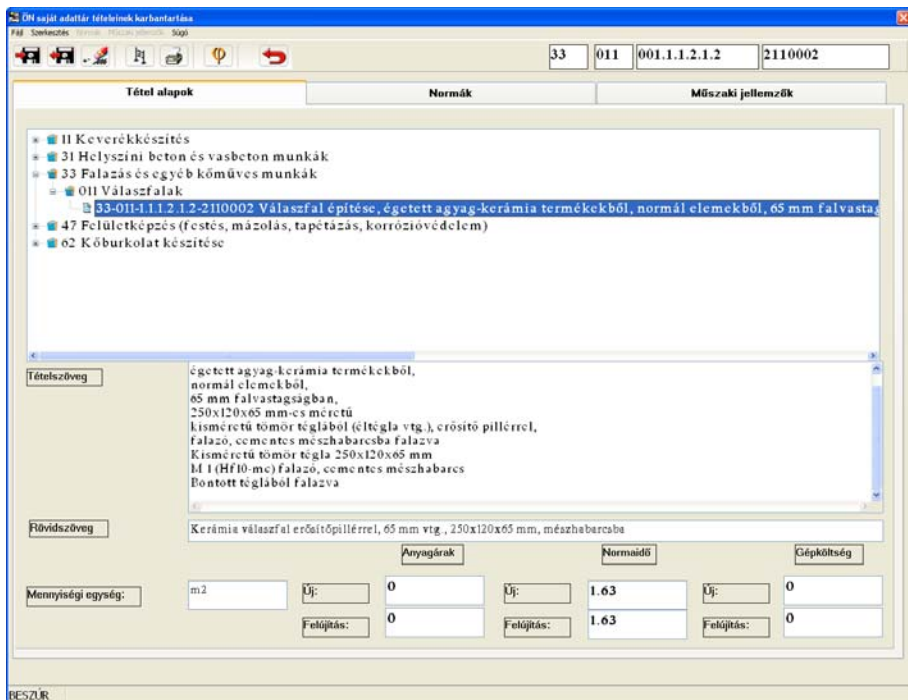 ÖN saját adattár tételeinek karbantartása
Fájl Szerkesztés Normák Műszaki jellemzők Súgó
33 011 001.1.1.2.1.2 2110002
Tétel alapok Normák Műszaki jellemzők
11 Keverékkészítés
31 Helyszíni beton és vasbeton munkák
33 Falazás és egyéb kőműves munkák
011 Válaszfalak
33-011-1.1.1.2.1.2-2110002 Válaszfal építése, égetett agyag-kerámia termékekből, normál elemekből, 65 mm falvastag
47 Felületképzés (festés, mázolás, tapétázás, korrózióvédelem)
62 Kőburkolat készítése
Tételszöveg
égetett agyag-kerámia termékekből,
normál elemekből,
65 mm falvastagságban,
250x120x65 mm-es méretű
kisméretű tömör téglából (éltégla vtg.), erősítő pillérrel,
falazó, cementes mészhabarcsba falazva
Kisméretű tömör tégla 250x120x65 mm
M 1 (Hf10-mc) falazó, cementes mészhabarcs
Bontott téglából falazva
Rövidszöveg Kerámia válaszfal erősítőpillérrel, 65 mm vtg., 250x120x65 mm, mészhabarcsba
Anyagárak Normaidő Gépköltség
Mennyiségi egység: m2 Új: 0 Új: 1.63 Új: 0
Felújítás: 0 Felújítás: 1.63 Felújítás: 0
BESZÚR